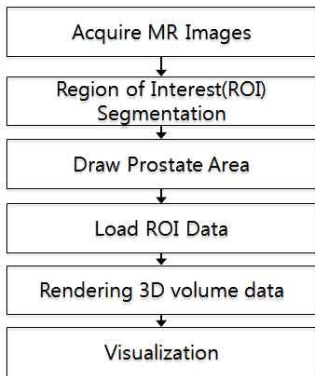 Acquire MR Images
Region of Interest(ROI)
Segmentation
Draw Prostate Area
Load ROI Data
Rendering 3D volume data
Visualization